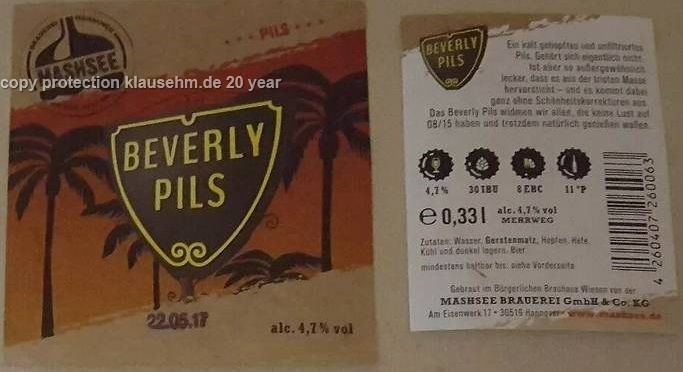 BRAUEREI HANNOVER
MASHSEE
... PILS ...
copy protection klausehm.de 20 year
BEVERLY
PILS
22.06.17
alc. 4,7% vol
BEVERLY
PILS
Ein kalt gehopftes und unfiltriertes
Pils. Gehört sich eigentlich nicht.
Ist aber so außergewöhnlich
lecker, dass es aus der tristen Masse
hervorsticht – und es kommt dabei
ganz ohne Schönheitskorrekturen aus.
Das Beverly Pils widmen wir allen, die keine Lust auf
08/15 haben und trotzdem natürlich genießen wollen.
4,7% 30 IBU 8 EBC 11 °P
e 0,33 l alc. 4,7% vol
MEHRWEG
Zutaten: Wasser, Gerstenmalz, Hopfen, Hefe
Kühl und dunkel lagern. Bier
mindestens haltbar bis: siehe Vorderseite
4 260407 260063
Gebraut im Bürgerlichen Brauhaus Wiesen von der
MASHSEE BRAUEREI GmbH & Co. KG
Am Eisenwerk 17 • 30519 Hannover • www.mashsee.de